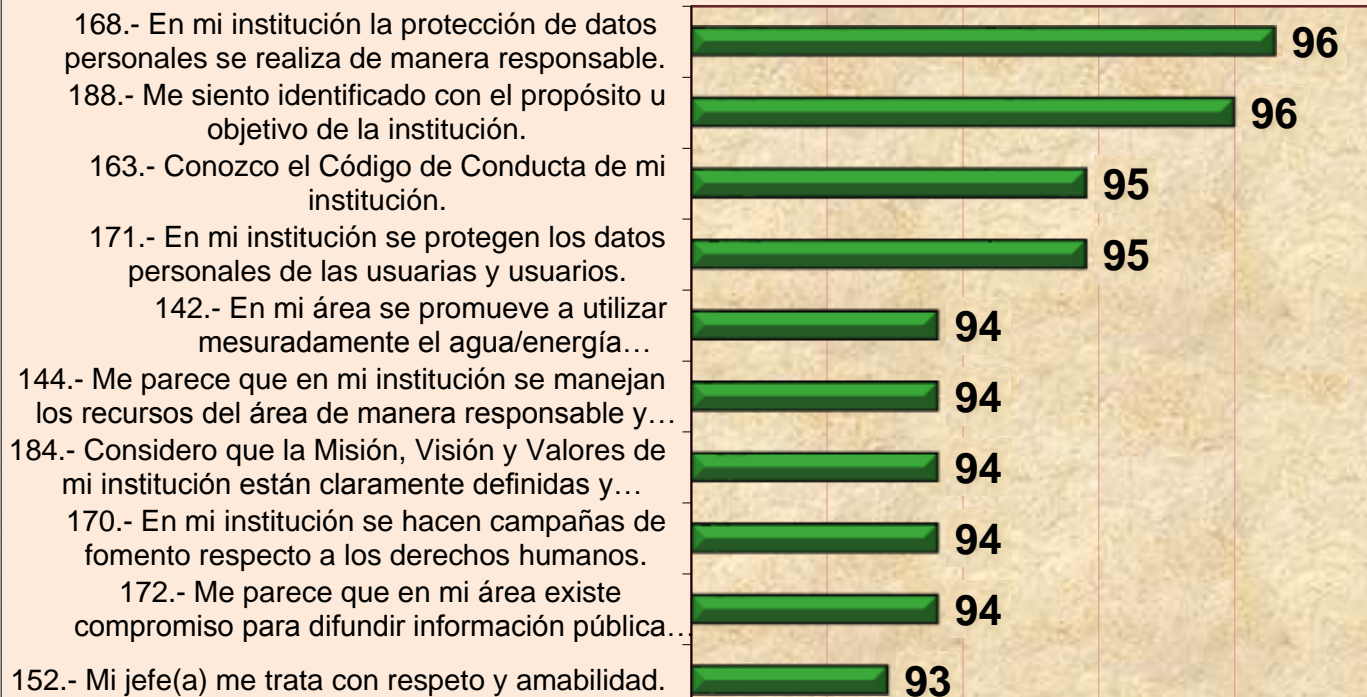 168.- En mi institución la protección de datos
personales se realiza de manera responsable.
96
188.- Me siento identificado con el propósito u
objetivo de la institución.
96
163.- Conozco el Código de Conducta de mi
institución.
95
171.- En mi institución se protegen los datos
personales de las usuarias y usuarios.
95
142.- En mi área se promueve a utilizar
mesuradamente el agua/energía…
94
144.- Me parece que en mi institución se manejan
los recursos del área de manera responsable y…
94
184.- Considero que la Misión, Visión y Valores de
mi institución están claramente definidas y…
94
170.- En mi institución se hacen campañas de
fomento respecto a los derechos humanos.
94
172.- Me parece que en mi área existe
compromiso para difundir información pública…
94
152.- Mi jefe(a) me trata con respeto y amabilidad.
93